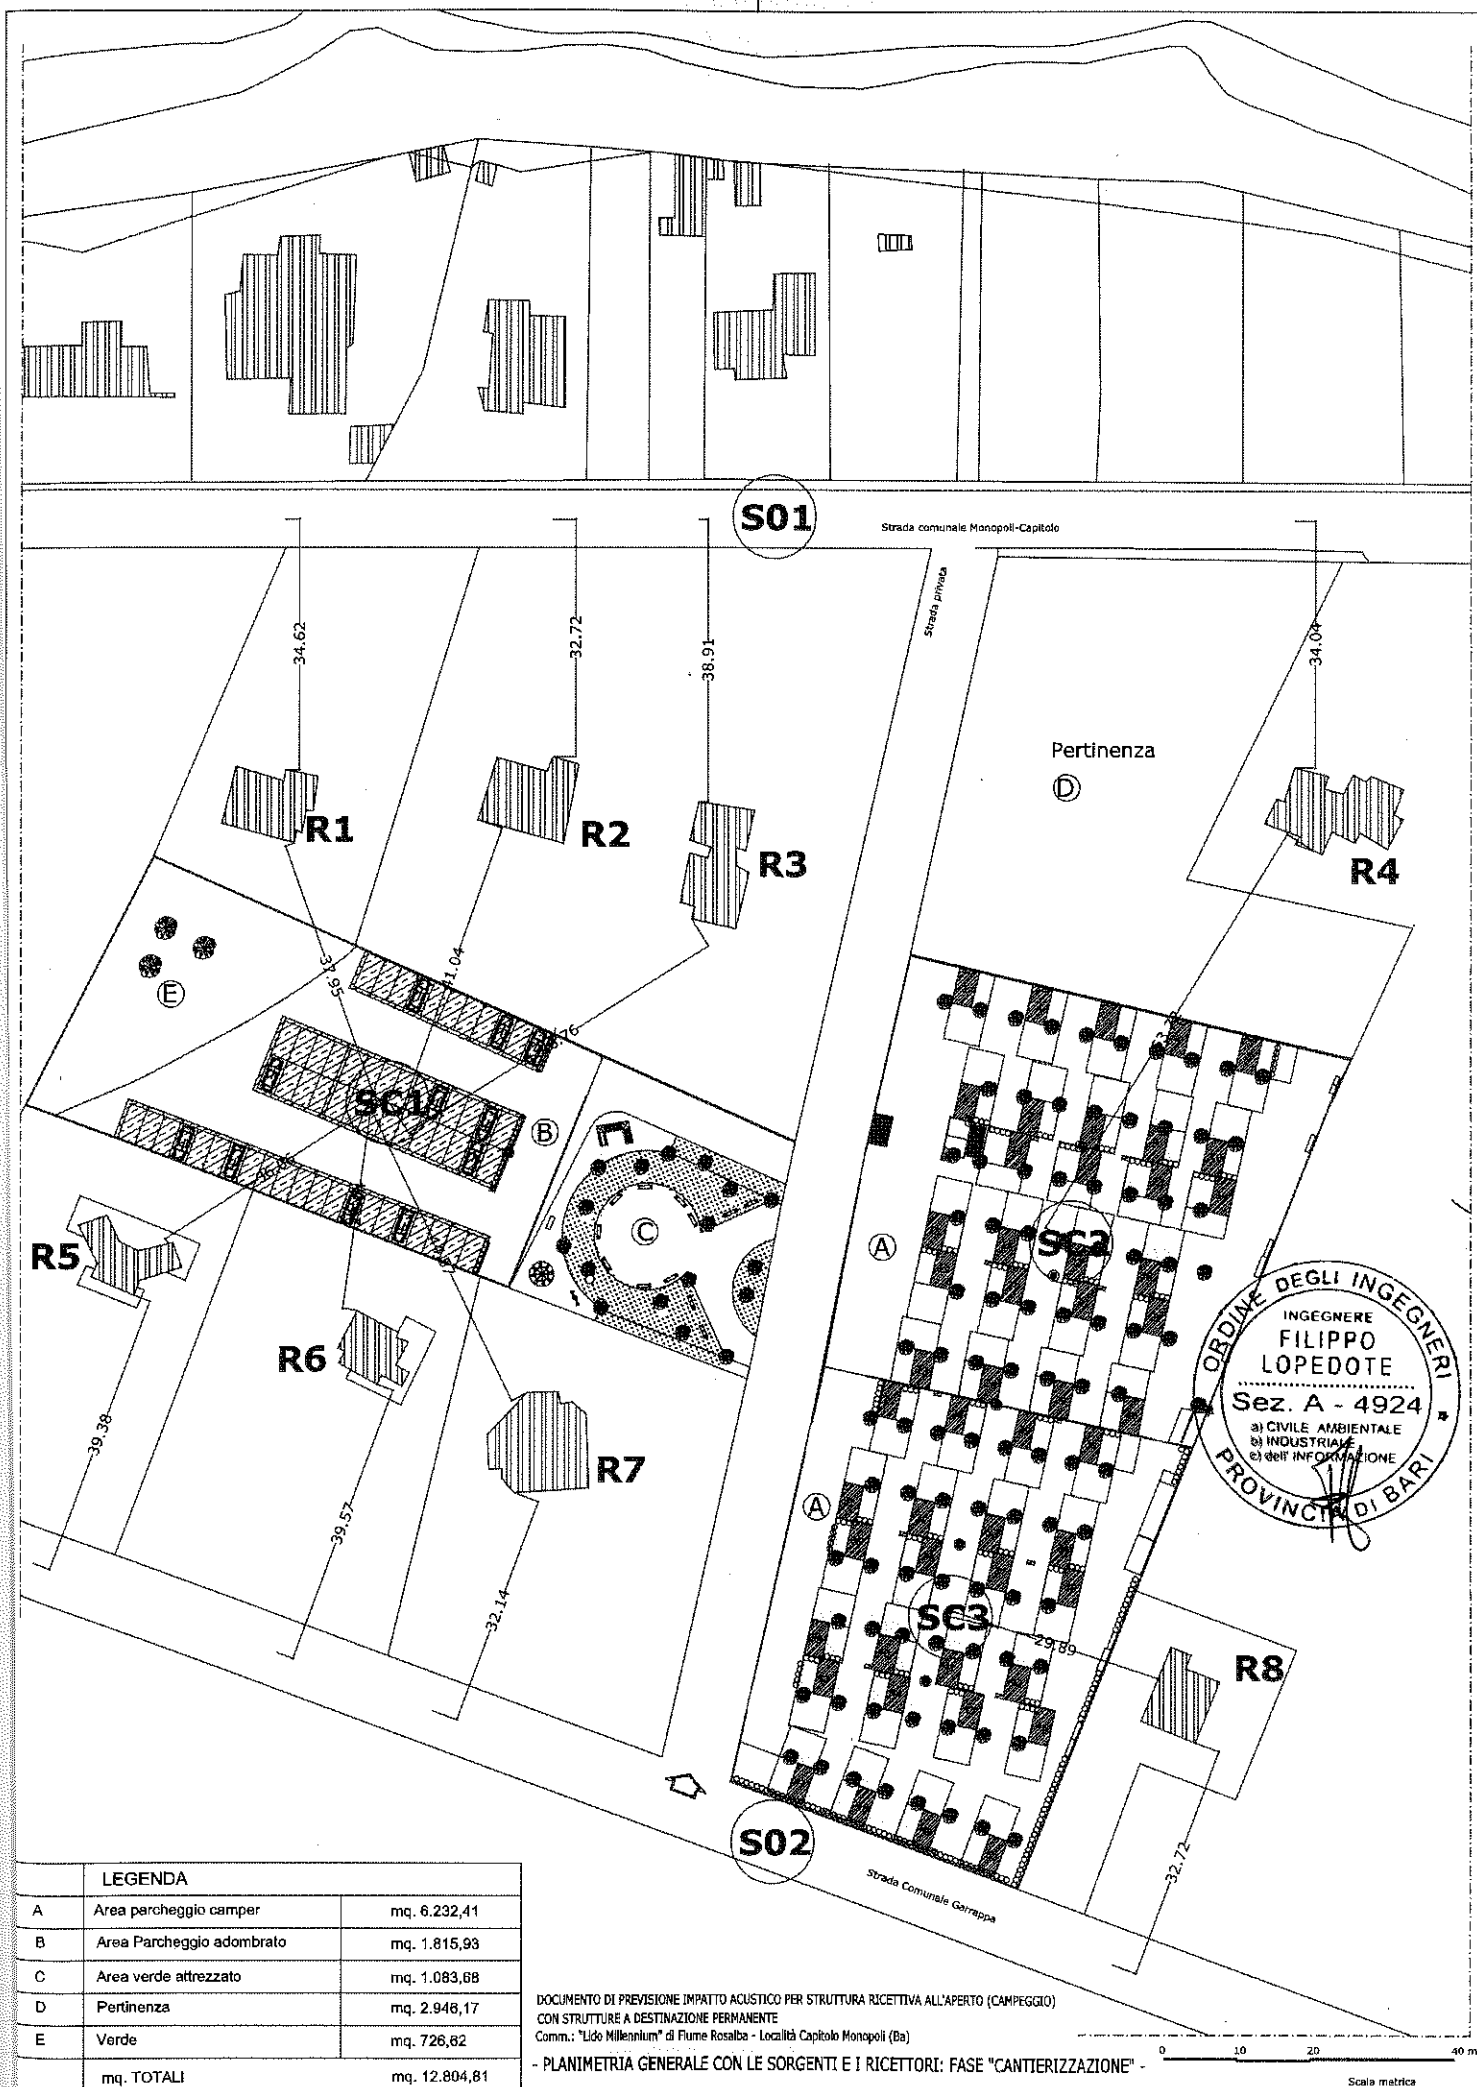 S01
Strada comunale Monopoli-Capitolo
Strada privata
34.62
32.72
38.91
34.04
Pertinenza
D
R1
R2
R3
R4
37.95
E
SC1
B
C
A
SC2
R5
R6
R7
39.38
39.57
32.14
A
SC3
29.89
R8
32.72
ORDINE DEGLI INGEGNERI
PROVINCIA DI BARI
INGEGNERE
FILIPPO
LOPEDOTE
Sez. A - 4924
a) CIVILE AMBIENTALE
b) INDUSTRIALE
c) dell' INFORMAZIONE
S02
Strada Comunale Garrappa
LEGENDA
A Area parcheggio camper mq. 6.232,41
B Area Parcheggio adombrato mq. 1.815,93
C Area verde attrezzato mq. 1.083,68
D Pertinenza mq. 2.946,17
E Verde mq. 726,62
mq. TOTALI mq. 12.804,81
DOCUMENTO DI PREVISIONE IMPATTO ACUSTICO PER STRUTTURA RICETTIVA ALL'APERTO (CAMPEGGIO)
CON STRUTTURE A DESTINAZIONE PERMANENTE
Comm.: "Lido Millennium" di Fiume Rosalba - Località Capitolo Monopoli (Ba)
- PLANIMETRIA GENERALE CON LE SORGENTI E I RICETTORI: FASE "CANTIERIZZAZIONE" -
0 10 20 40 m
Scala metrica